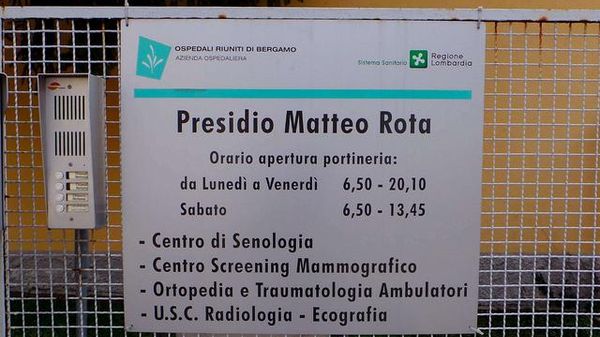 OSPEDALI RIUNITI DI BERGAMO
AZIENDA OSPEDALIERA
Sistema Sanitario
Regione
Lombardia
Presidio Matteo Rota
Orario apertura portineria:
da Lunedì a Venerdì 6,50 - 20,10
Sabato 6,50 - 13,45
- Centro di Senologia
- Centro Screening Mammografico
- Ortopedia e Traumatologia Ambulatori
- U.S.C. Radiologia - Ecografia